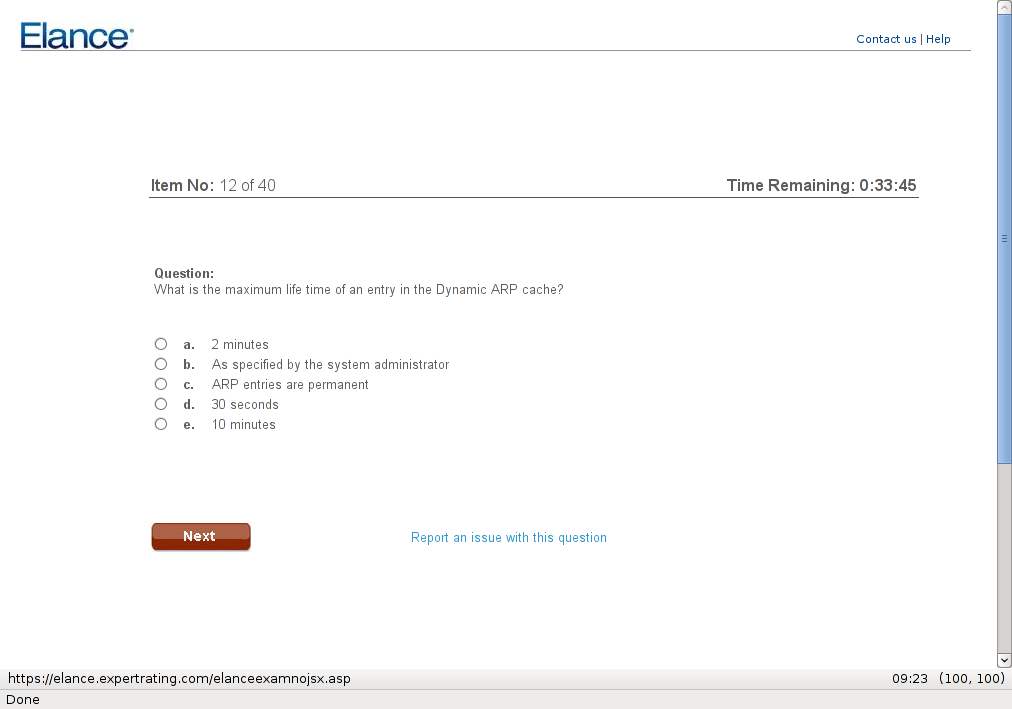 Elance®
Contact us | Help
Item No: 12 of 40
Time Remaining: 0:33:45
Question:
What is the maximum life time of an entry in the Dynamic ARP cache?
a. 2 minutes
b. As specified by the system administrator
c. ARP entries are permanent
d. 30 seconds
e. 10 minutes
Next
Report an issue with this question
https://elance.expertrating.com/elanceexamnojsx.asp
09:23 (100, 100)
Done